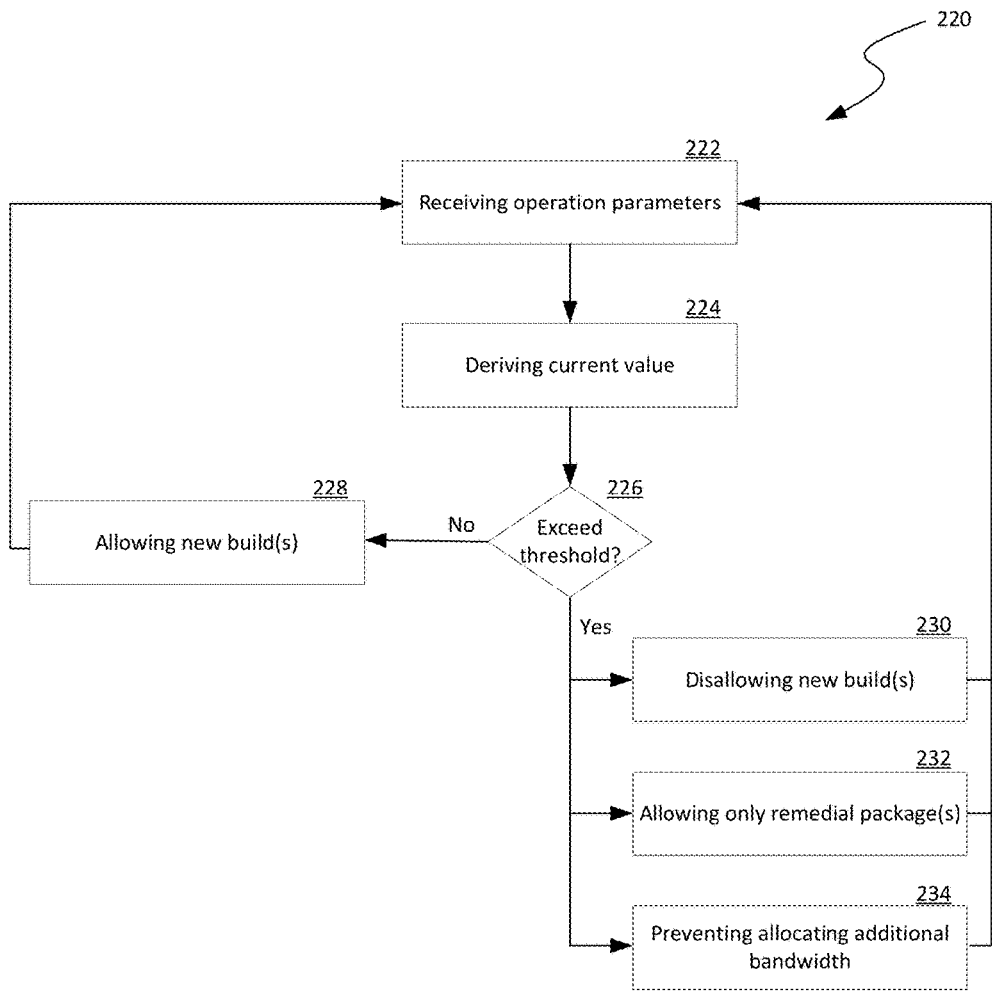 220
222
Receiving operation parameters
224
Deriving current value
226
Exceed
threshold?
No
228
Allowing new build(s)
Yes
230
Disallowing new build(s)
232
Allowing only remedial package(s)
234
Preventing allocating additional
bandwidth